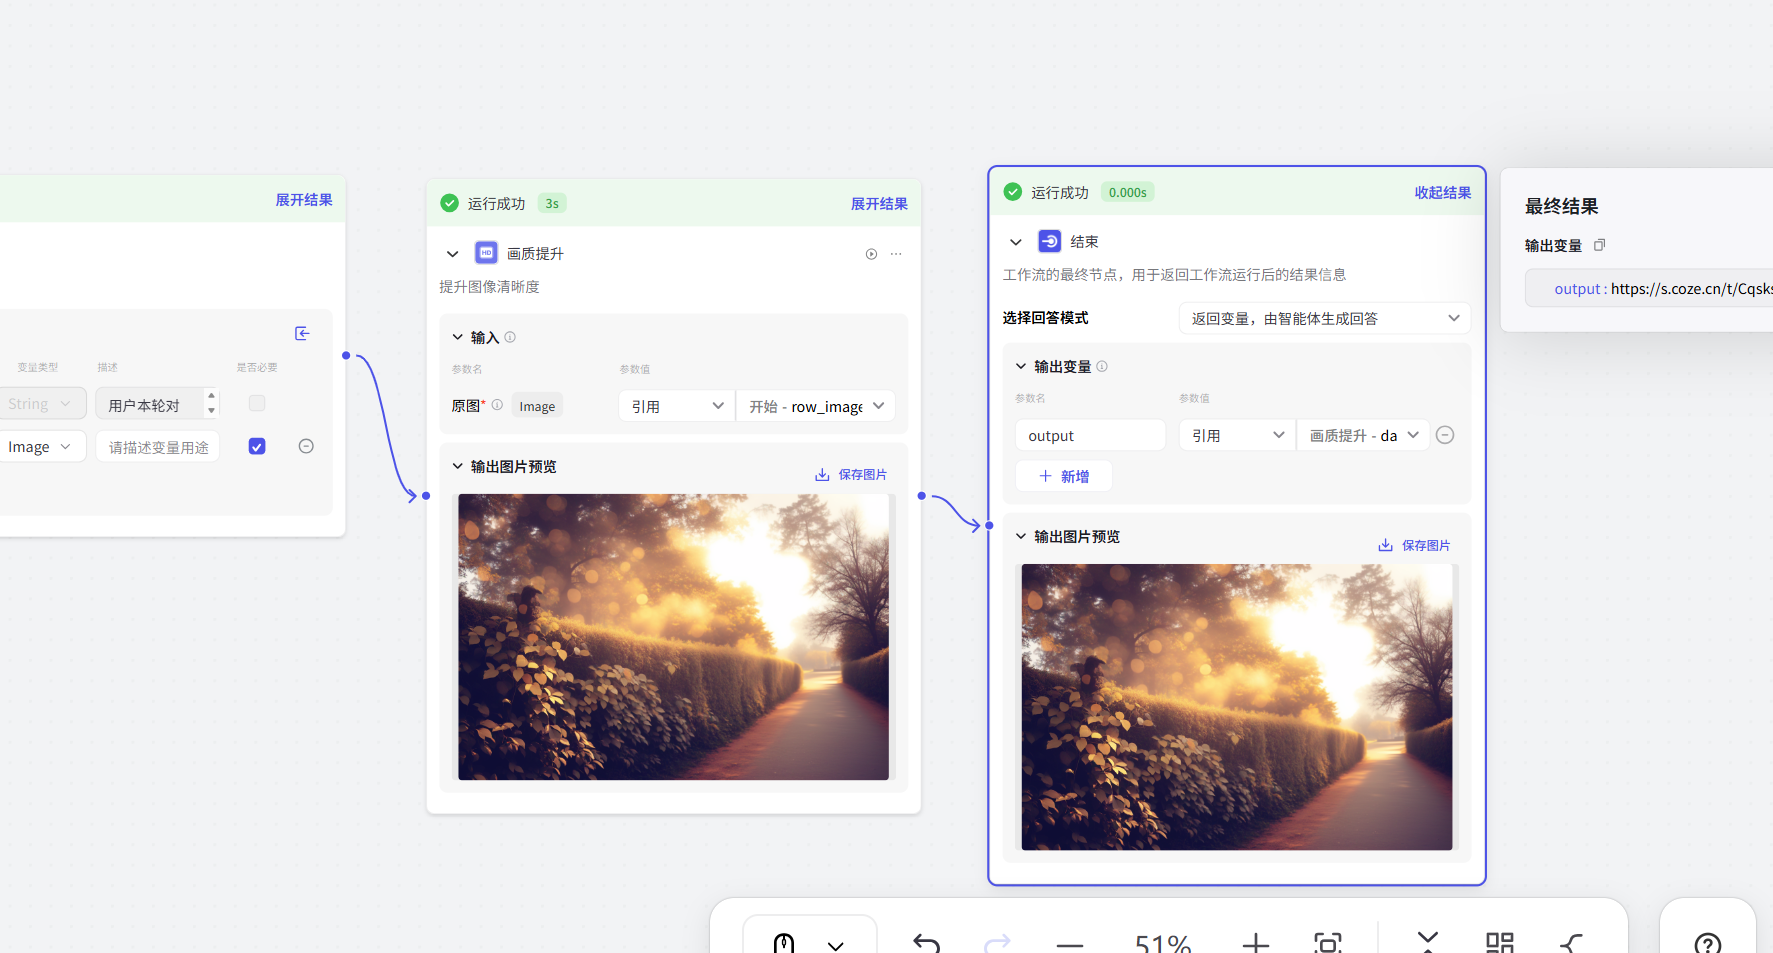 展开结果
变量类型
描述
是否必要
String
用户本轮对
Image
请描述变量用途
运行成功
3s
展开结果
HD
画质提升
提升图像清晰度
输入
参数名
参数值
原图*
Image
引用
开始 - row_image
输出图片预览
保存图片
运行成功
0.000s
收起结果
结束
工作流的最终节点，用于返回工作流运行后的结果信息
选择回答模式
返回变量，由智能体生成回答
输出变量
参数名
参数值
output
引用
画质提升 - da
新增
输出图片预览
保存图片
最终结果
输出变量
output : https://s.coze.cn/t/Cqsks
51%